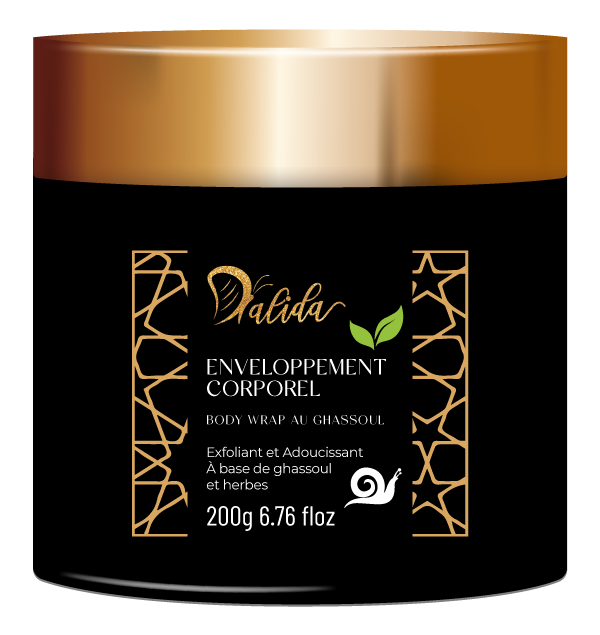 Dalida
ENVELOPPEMENT
CORPOREL
BODY WRAP AU GHASSOUL
Exfoliant et Adoucissant
À base de ghassoul
et herbes
200g 6.76 floz